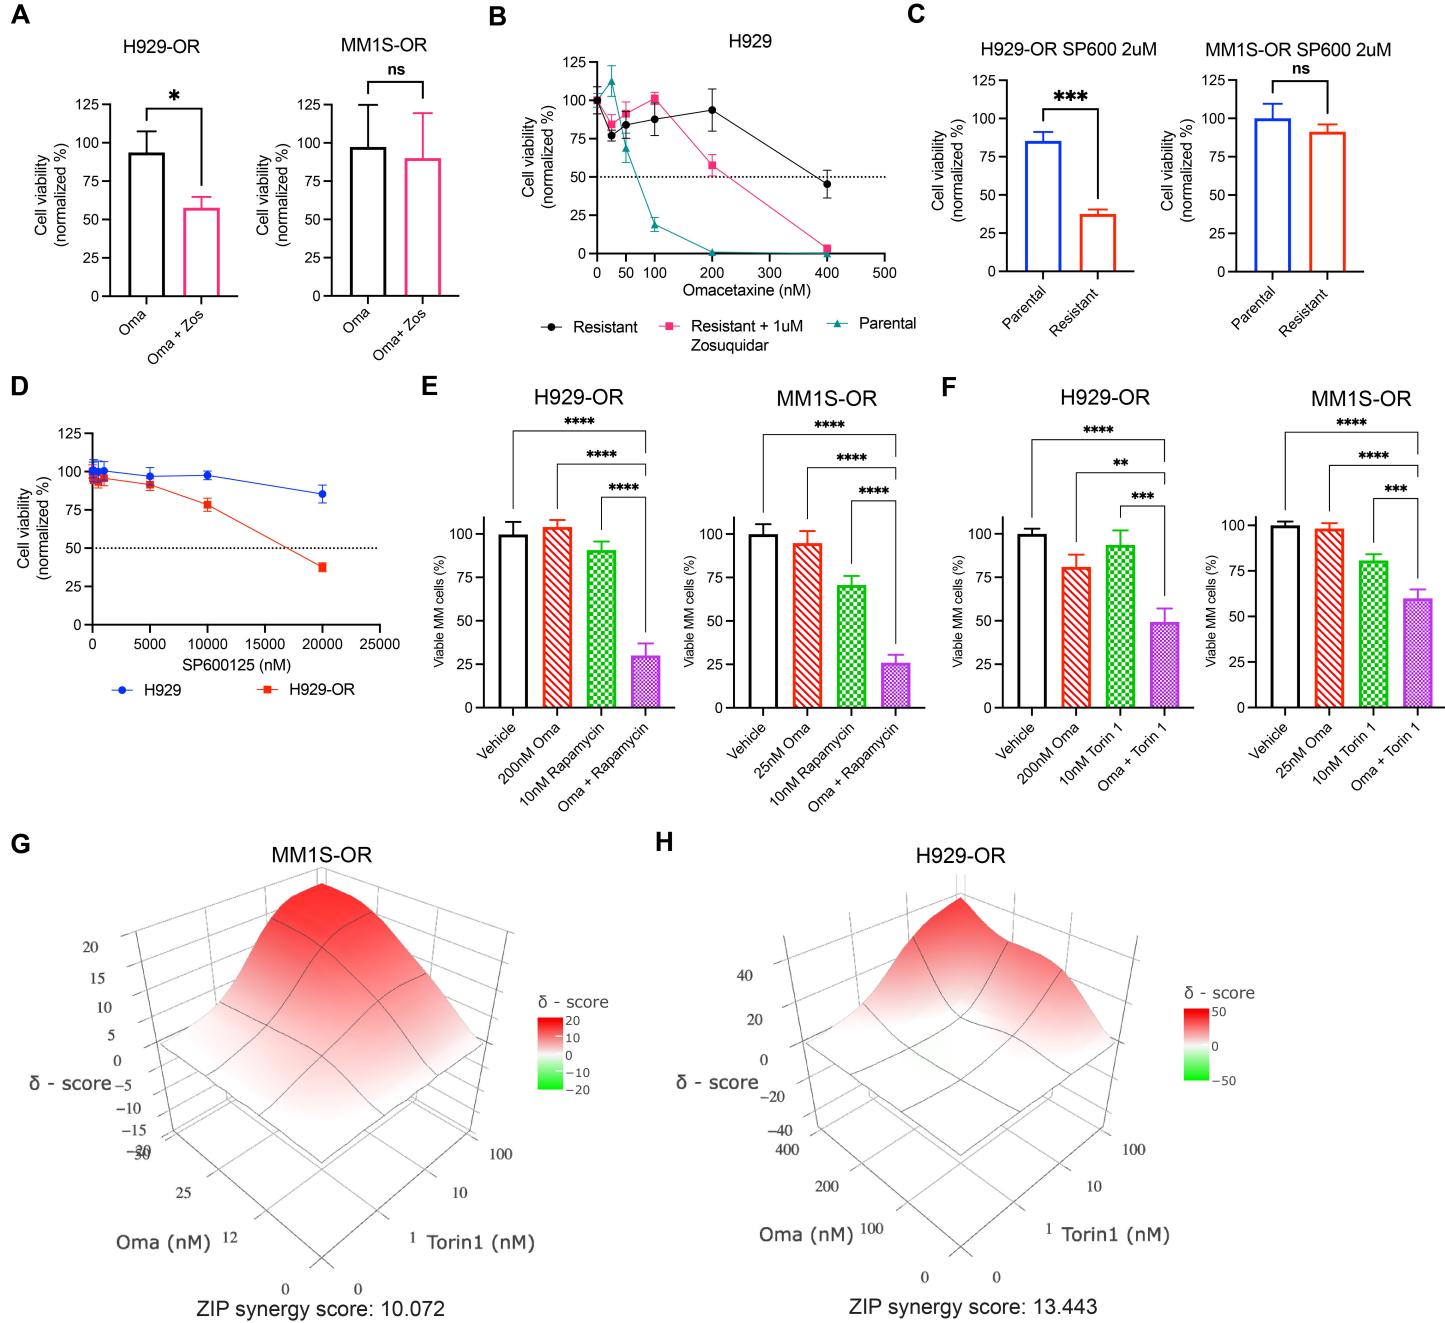 A
H929-OR
MM1S-OR
*
ns
Cell viability
(normalized %)
125
100
75
50
25
0
Oma
Oma + Zos
Cell viability
(normalized %)
125
100
75
50
25
0
Oma
Oma+ Zos
B
H929
Cell viability
(normalized %)
125
100
75
50
25
0
0 50 100 200 300 400 500
Omacetaxine (nM)
Resistant
Resistant + 1uM
Zosuquidar
Parental
C
H929-OR SP600 2uM
MM1S-OR SP600 2uM
***
ns
Cell viability
(normalized %)
125
100
75
50
25
0
Parental
Resistant
Cell viability
(normalized %)
125
100
75
50
25
0
Parental
Resistant
D
Cell viability
(normalized %)
125
100
75
50
25
0
0 5000 10000 15000 20000 25000
SP600125 (nM)
H929
H929-OR
E
H929-OR
****
****
****
Viable MM cells (%)
100
75
50
25
0
Vehicle
200nM Oma
10nM Rapamycin
Oma + Rapamycin
MM1S-OR
****
****
****
Viable MM cells (%)
100
75
50
25
0
Vehicle
25nM Oma
10nM Rapamycin
Oma + Rapamycin
F
H929-OR
****
**
***
Viable MM cells (%)
100
75
50
25
0
Vehicle
200nM Oma
10nM Torin 1
Oma + Torin 1
MM1S-OR
****
****
***
Viable MM cells (%)
100
75
50
25
0
Vehicle
25nM Oma
10nM Torin 1
Oma + Torin 1
G
MM1S-OR
20
15
10
5
0
−5
−10
−15
−20
δ - score
50
25
12
0
Oma (nM)
100
10
1
0
Torin1 (nM)
δ - score
20
10
0
−10
−20
ZIP synergy score: 10.072
H
H929-OR
40
20
0
−20
−40
δ - score
400
200
100
0
Oma (nM)
100
10
1
0
Torin1 (nM)
δ - score
50
0
−50
ZIP synergy score: 13.443